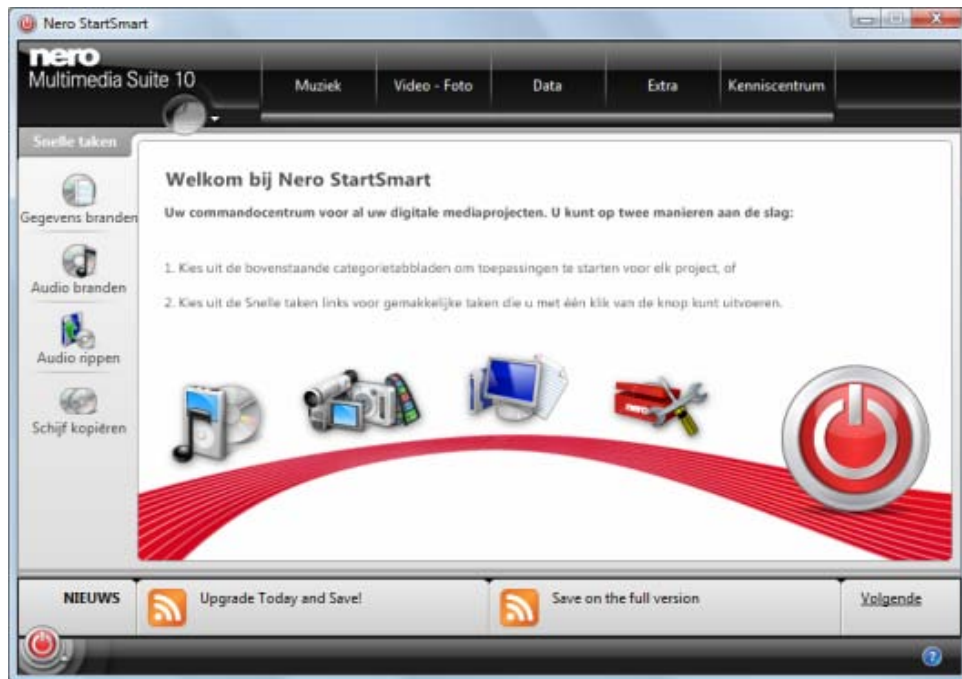 Nero StartSmart
nero
Multimedia Suite 10
Muziek
Video - Foto
Data
Extra
Kenniscentrum
Snelle taken
Gegevens branden
Audio branden
Audio rippen
Schijf kopiëren
Welkom bij Nero StartSmart
Uw commandocentrum voor al uw digitale mediaprojecten. U kunt op twee manieren aan de slag:
1. Kies uit de bovenstaande categorietabbladen om toepassingen te starten voor elk project, of
2. Kies uit de Snelle taken links voor gemakkelijke taken die u met één klik van de knop kunt uitvoeren.
nero
NIEUWS
Upgrade Today and Save!
Save on the full version
Volgende